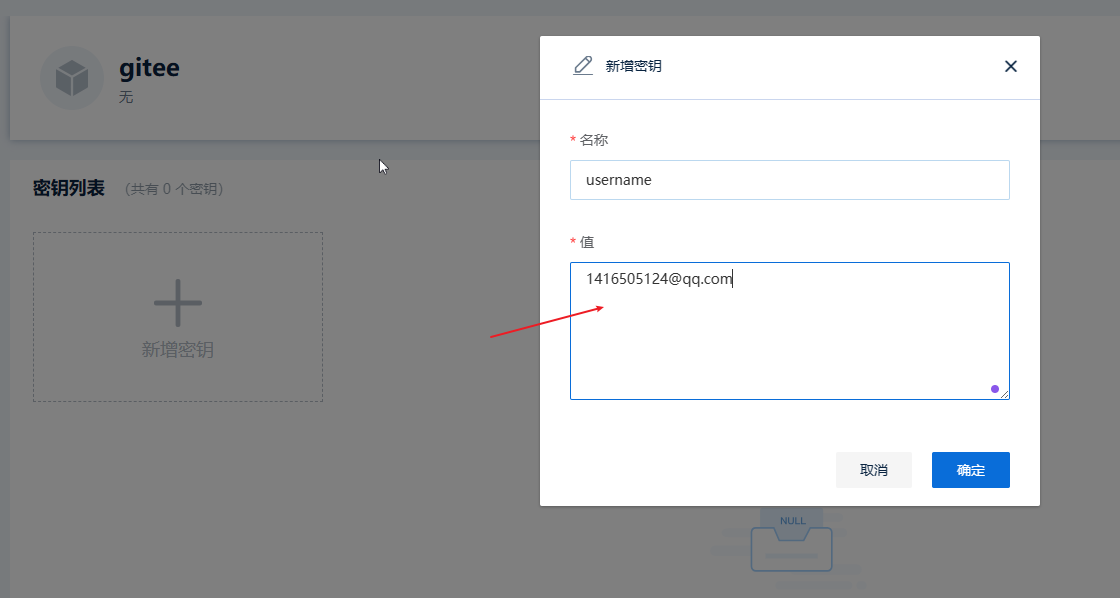 gitee
无
密钥列表 (共有 0 个密钥)
新增密钥
新增密钥
* 名称
username
* 值
1416505124@qq.com
取消 确定
NULL